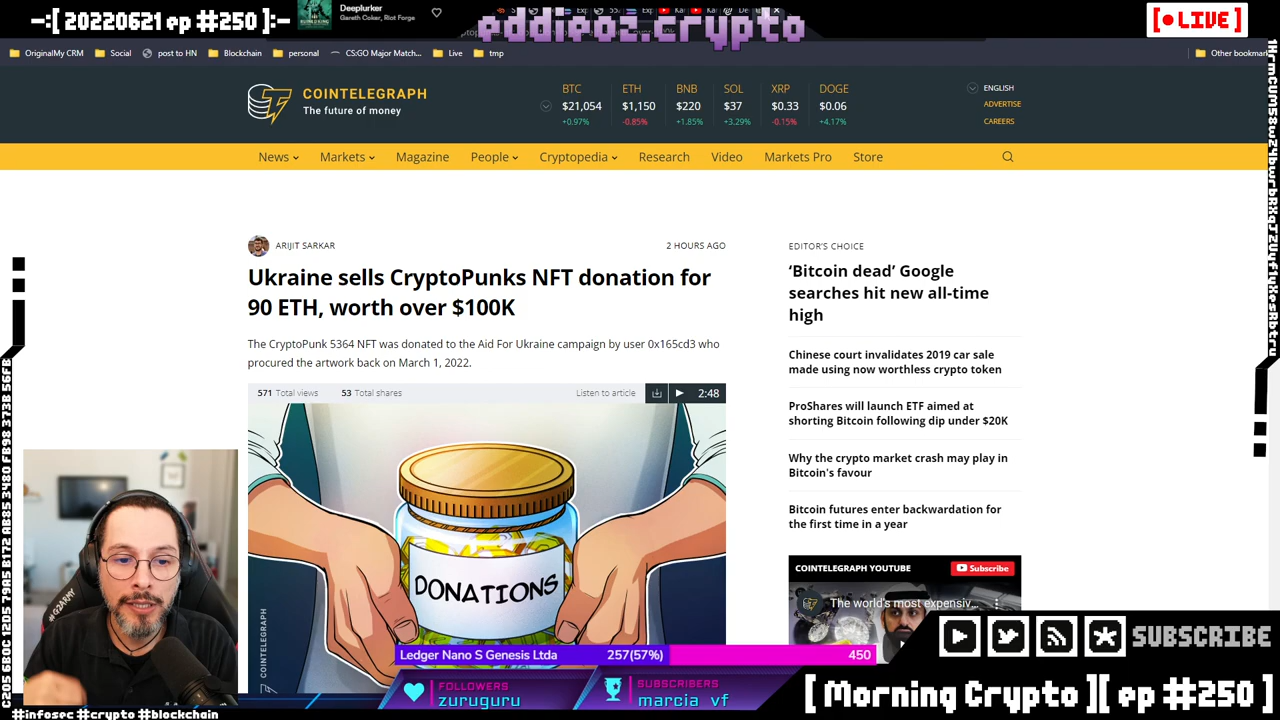 -:[ 20220621 ep #250 ]:-
Deeplurker
Gareth Coker, Riot Forge
eddieoz.crypto
[ LIVE ]
OriginalMy CRM
Social
post to HN
Blockchain
personal
CS:GO Major Match...
Live
tmp
Other bookmar
COINTELEGRAPH
The future of money
BTC ETH BNB SOL XRP DOGE
$21,054 $1,150 $220 $37 $0.33 $0.06
+0.97% -0.85% +1.85% +3.29% -0.15% +4.17%
ENGLISH
ADVERTISE
CAREERS
News Markets Magazine People Cryptopedia Research Video Markets Pro Store
ARIJIT SARKAR
2 HOURS AGO
Ukraine sells CryptoPunks NFT donation for
90 ETH, worth over $100K
The CryptoPunk 5364 NFT was donated to the Aid For Ukraine campaign by user 0x165cd3 who
procured the artwork back on March 1, 2022.
571 Total views 53 Total shares Listen to article 2:48
DONATIONS
COINTELEGRAPH
EDITOR'S CHOICE
‘Bitcoin dead’ Google
searches hit new all-time
high
Chinese court invalidates 2019 car sale
made using now worthless crypto token
ProShares will launch ETF aimed at
shorting Bitcoin following dip under $20K
Why the crypto market crash may play in
Bitcoin's favour
Bitcoin futures enter backwardation for
the first time in a year
COINTELEGRAPH YOUTUBE
Subscribe
The world's most expensiv...
#G2ARMY
Ledger Nano S Genesis Ltda 257(57%) 450
FOLLOWERS
zuruguru
SUBSCRIBERS
marcia vf
SUBSCRIBE
[ Morning Crypto ][ ep #250 ]
#infosec #crypto #blockchain